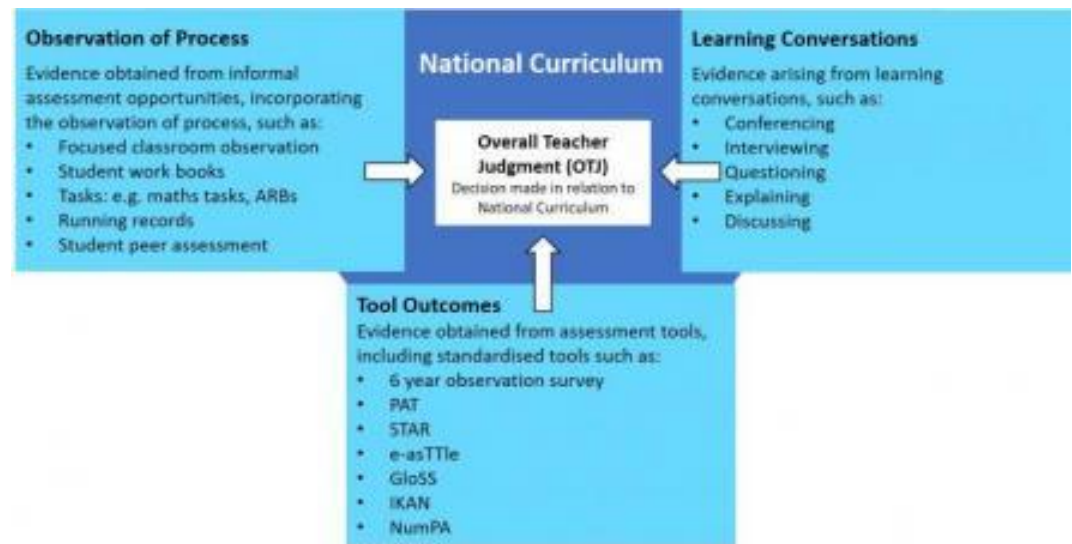 Observation of Process
Evidence obtained from informal
assessment opportunities, incorporating
the observation of process, such as:
• Focused classroom observation
• Student work books
• Tasks: e.g. maths tasks, ARBs
• Running records
• Student peer assessment
National Curriculum
Overall Teacher
Judgment (OTJ)
Decision made in relation to
National Curriculum
Learning Conversations
Evidence arising from learning
conversations, such as:
• Conferencing
• Interviewing
• Questioning
• Explaining
• Discussing
Tool Outcomes
Evidence obtained from assessment tools,
including standardised tools such as:
• 6 year observation survey
• PAT
• STAR
• e-asTTle
• GloSS
• IKAN
• NumPA